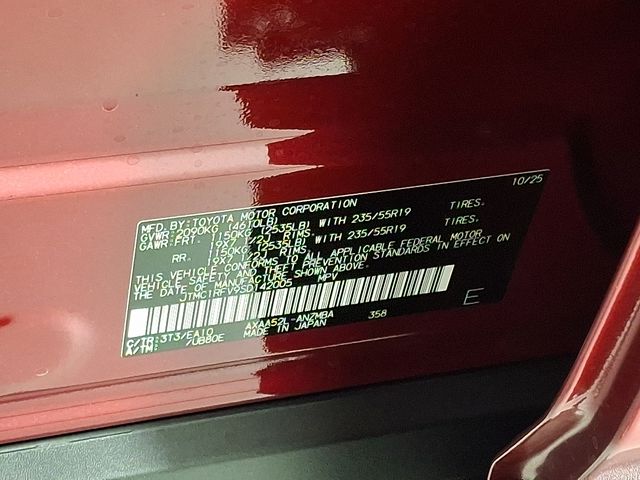 10/25
MFD. BY: TOYOTA MOTOR CORPORATION
GVWR: 2090KG (4610LB)
GAWR: FRT. 1150KG (2535LB) WITH 235/55R19 TIRES.
19X7 1/2J RIMS.
RR. 1150KG (2535LB) WITH 235/55R19 TIRES.
19X7 1/2J RIMS.
THIS VEHICLE CONFORMS TO ALL APPLICABLE FEDERAL MOTOR
VEHICLE SAFETY AND THEFT PREVENTION STANDARDS IN EFFECT ON
THE DATE OF MANUFACTURE SHOWN ABOVE.
MPV
E
C/TR: 3T3/EA10 AXAA52L-ANZMBA 358
A/TM: /UB80E MADE IN JAPAN